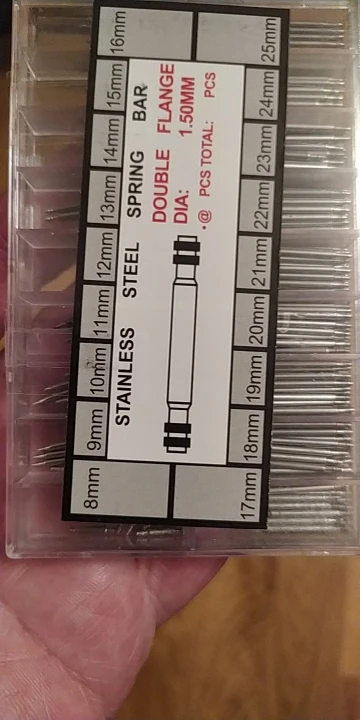 8mm 9mm 10mm 11mm 12mm 13mm 14mm 15mm 16mm
STAINLESS STEEL SPRING BAR
DOUBLE FLANGE
DIA: 1.50MM
·@ PCS TOTAL: PCS
17mm 18mm 19mm 20mm 21mm 22mm 23mm 24mm 25mm